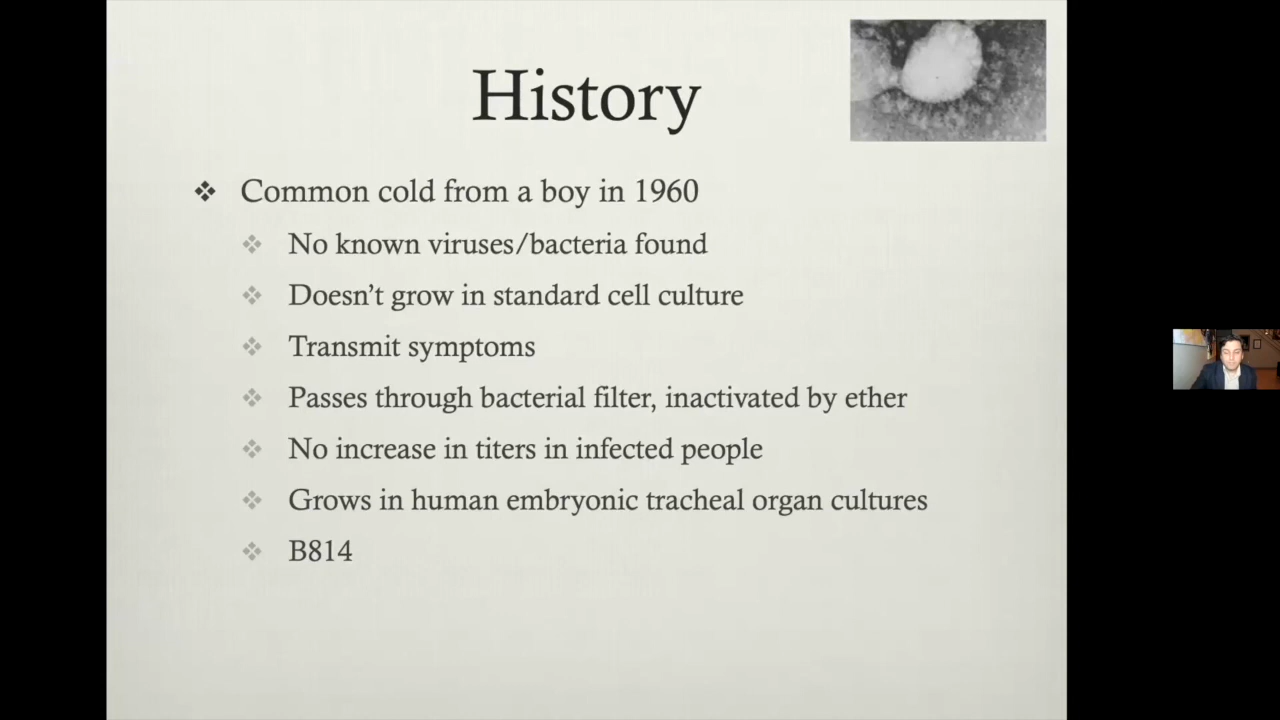 History
Common cold from a boy in 1960
No known viruses/bacteria found
Doesn’t grow in standard cell culture
Transmit symptoms
Passes through bacterial filter, inactivated by ether
No increase in titers in infected people
Grows in human embryonic tracheal organ cultures
B814